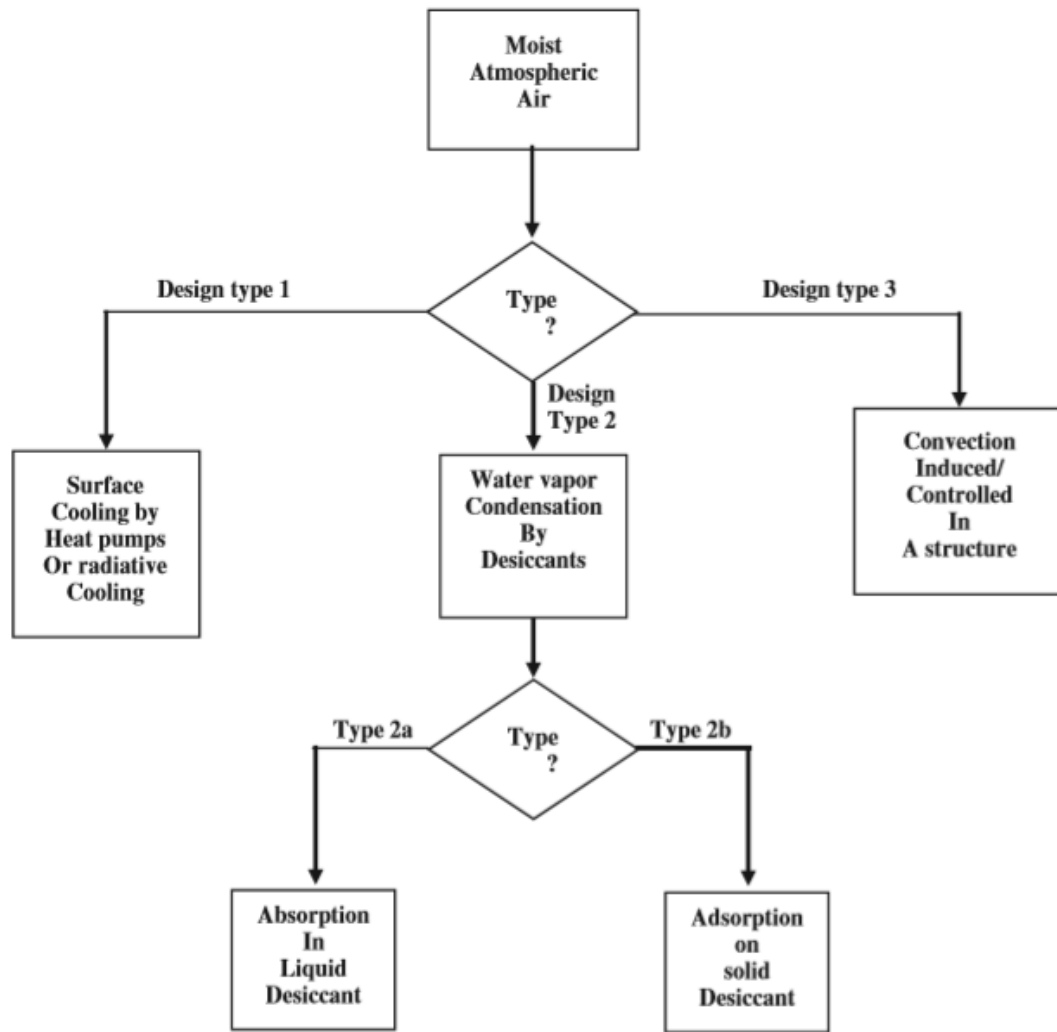 Moist
Atmospheric
Air
Design type 1
Type
?
Design type 3
Design
Type 2
Surface
Cooling by
Heat pumps
Or radiative
Cooling
Water vapor
Condensation
By
Desiccants
Convection
Induced/
Controlled
In
A structure
Type 2a
Type
?
Type 2b
Absorption
In
Liquid
Desiccant
Adsorption
on
solid
Desiccant